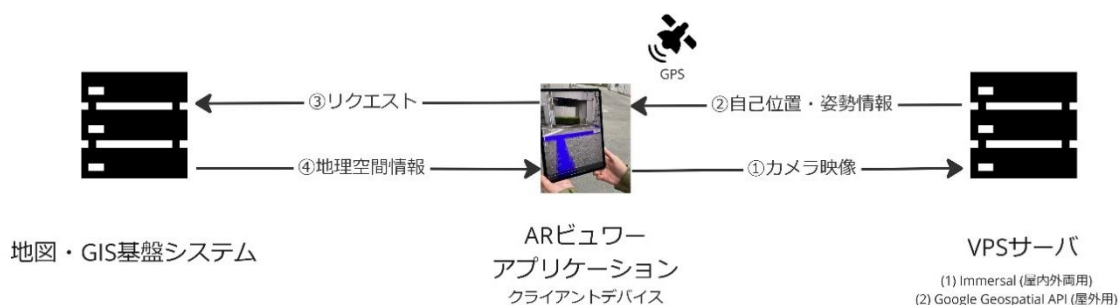 GPS
③リクエスト
②自己位置・姿勢情報
④地理空間情報
①カメラ映像
地図・GIS基盤システム
ARビュワー
アプリケーション
クライアントデバイス
VPSサーバ
(1) Immersal (屋内外両用)
(2) Google Geospatial API (屋外用)